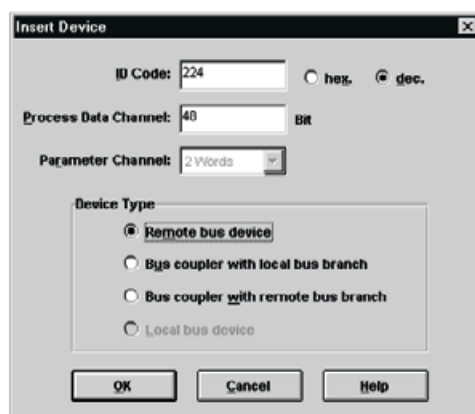 Insert Device
ID Code: 224 hex. dec.
Process Data Channel: 48 Bit
Parameter Channel: 2 Words
Device Type
Remote bus device
Bus coupler with local bus branch
Bus coupler with remote bus branch
Local bus device
OK Cancel Help